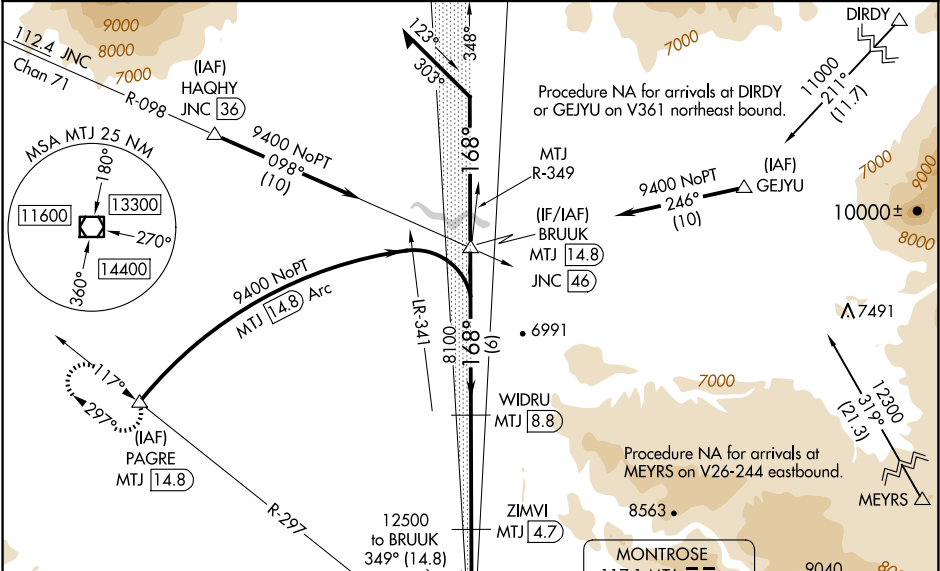 9000
8000
7000
112.4 JNC
Chan 71
R-098
(IAF)
HAQHY
JNC 36
9400 NoPT
098°
(10)
123°
303°
348°
168°
7000
DIRDY
11000
211°
(11.7)
Procedure NA for arrivals at DIRDY
or GEJYU on V361 northeast bound.
MTJ
R-349
(IAF)
GEJYU
9400 NoPT
246°
(10)
7000
9000
10000±
8000
MSA MTJ 25 NM
180°
11600
13300
270°
14400
360°
(IF/IAF)
BRUUK
MTJ 14.8
JNC 46
9400 NoPT
MTJ 14.8 Arc
LR-341
8100
168°
(6)
6991
7491
7000
12300
319°
(21.3)
117°
297°
(IAF)
PAGRE
MTJ 14.8
R-297
WIDRU
MTJ 8.8
Procedure NA for arrivals at
MEYRS on V26-244 eastbound.
MEYRS
8563
ZIMVI
MTJ 4.7
12500
to BRUUK
349° (14.8)
MONTROSE
117.1 MTJ
9040